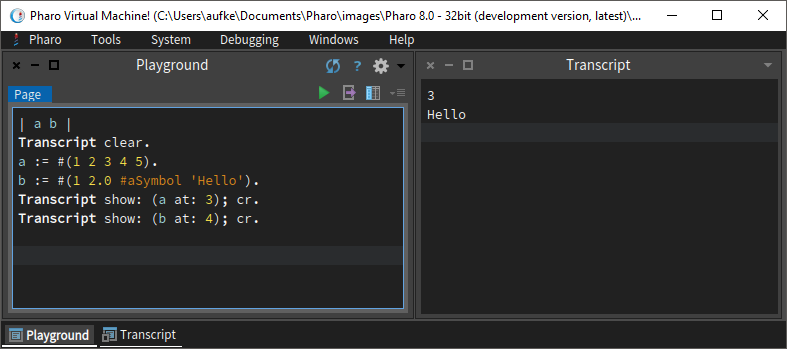 Pharo Virtual Machine! (C:\Users\aufke\Documents\Pharo\images\Pharo 8.0 - 32bit (development version, latest)\...
Pharo Tools System Debugging Windows Help
Playground ?
Transcript
Page
| a b |
Transcript clear.
a := #(1 2 3 4 5).
b := #(1 2.0 #aSymbol 'Hello').
Transcript show: (a at: 3); cr.
Transcript show: (b at: 4); cr.
3
Hello
Playground Transcript